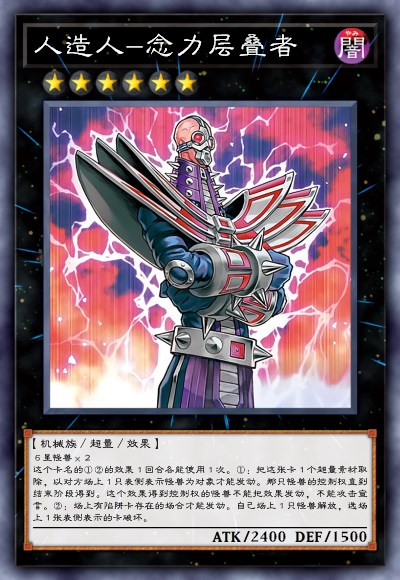 人造人-念力层叠者
闇
やみ
【机械族／超量／效果】
６星怪兽×２
这个卡名的①②的效果１回合各能使用１次。①：把这张卡１个超量素材取
除，以对方场上１只表侧表示怪兽为对象才能发动。那只怪兽的控制权直到
结束阶段得到。这个效果得到控制权的怪兽不能把效果发动，不能攻击宣
言。②：场上有陷阱卡存在的场合才能发动。自己场上１只怪兽解放，选场
上１张表侧表示的卡破坏。
ATK/2400 DEF/1500